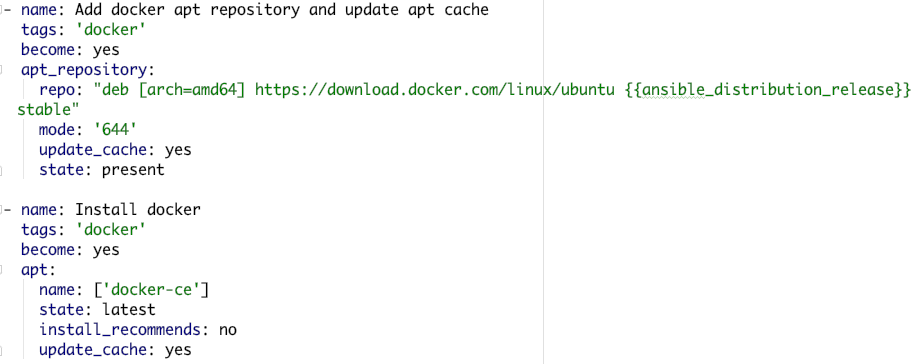 - name: Add docker apt repository and update apt cache
  tags: 'docker'
  become: yes
  apt_repository:
    repo: "deb [arch=amd64] https://download.docker.com/linux/ubuntu {{ansible_distribution_release}}
 stable"
    mode: '644'
    update_cache: yes
    state: present

- name: Install docker
  tags: 'docker'
  become: yes
  apt:
    name: ['docker-ce']
    state: latest
    install_recommends: no
    update_cache: yes